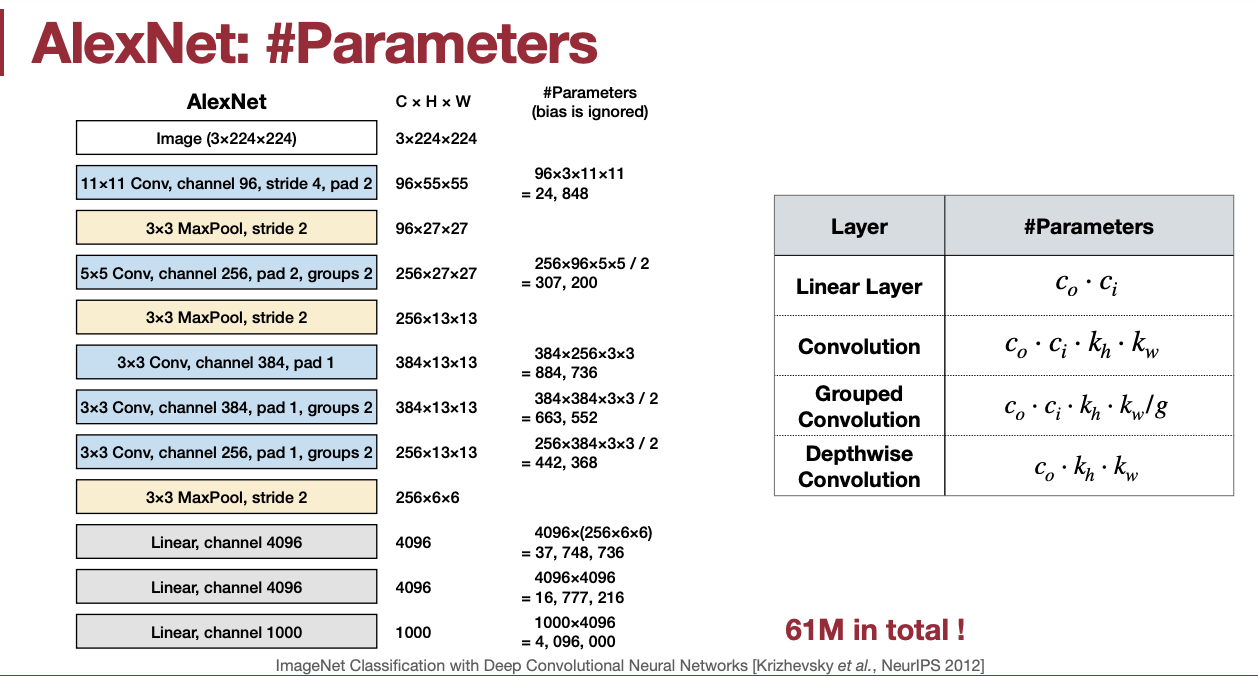 AlexNet: #Parameters
AlexNet
C × H × W
#Parameters
(bias is ignored)
Image (3×224×224)
3×224×224
11×11 Conv, channel 96, stride 4, pad 2
96×55×55
96×3×11×11
= 24, 848
3×3 MaxPool, stride 2
96×27×27
5×5 Conv, channel 256, pad 2, groups 2
256×27×27
256×96×5×5 / 2
= 307, 200
3×3 MaxPool, stride 2
256×13×13
3×3 Conv, channel 384, pad 1
384×13×13
384×256×3×3
= 884, 736
3×3 Conv, channel 384, pad 1, groups 2
384×13×13
384×384×3×3 / 2
= 663, 552
3×3 Conv, channel 256, pad 1, groups 2
256×13×13
256×384×3×3 / 2
= 442, 368
3×3 MaxPool, stride 2
256×6×6
Linear, channel 4096
4096
4096×(256×6×6)
= 37, 748, 736
Linear, channel 4096
4096
4096×4096
= 16, 777, 216
Linear, channel 1000
1000
1000×4096
= 4, 096, 000
Layer
#Parameters
Linear Layer
c_o · c_i
Convolution
c_o · c_i · k_h · k_w
Grouped
Convolution
c_o · c_i · k_h · k_w/g
Depthwise
Convolution
c_o · k_h · k_w
61M in total !
ImageNet Classification with Deep Convolutional Neural Networks [Krizhevsky et al., NeurIPS 2012]